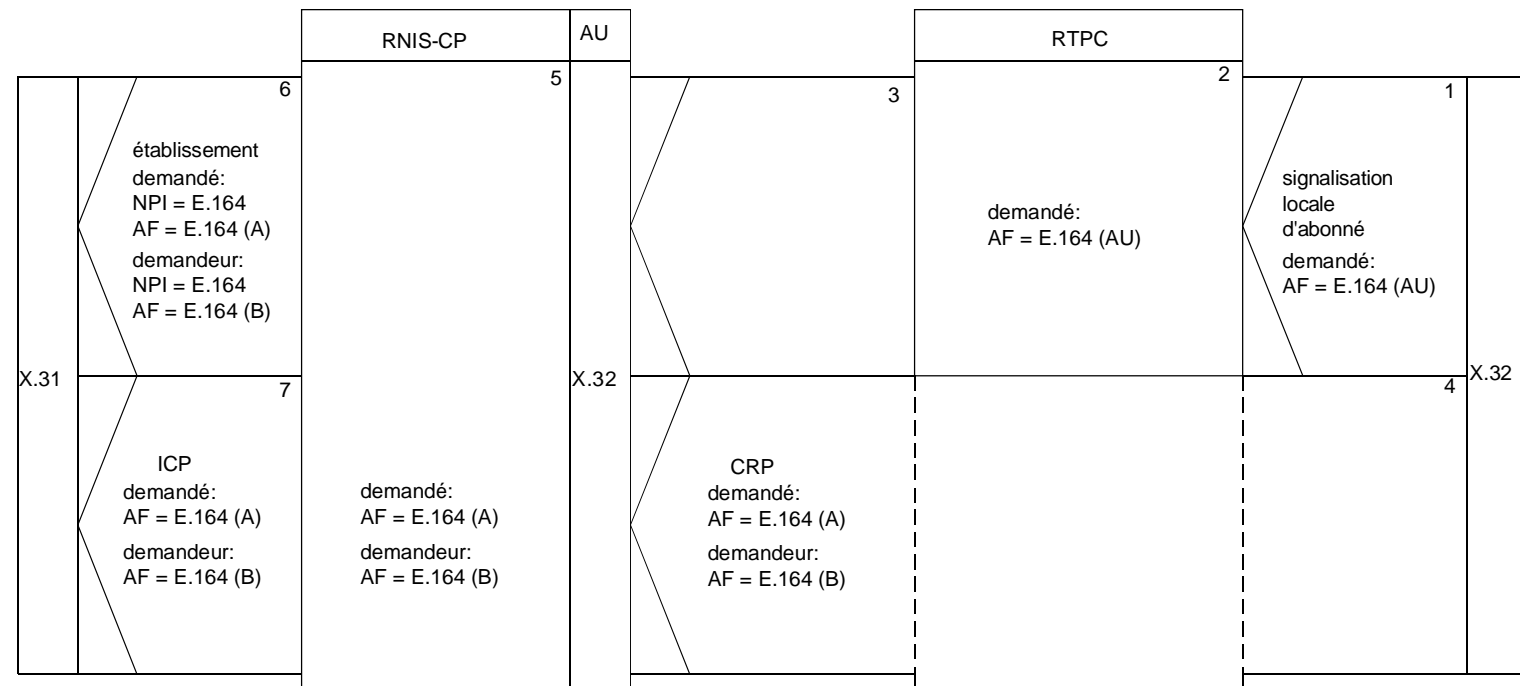 RNIS-CP
AU
RTPC
6
5
3
2
1
établissement
demandé:
NPI = E.164
AF = E.164 (A)
demandeur:
NPI = E.164
AF = E.164 (B)
demandé:
AF = E.164 (AU)
signalisation
locale
d'abonné
demandé:
AF = E.164 (AU)
X.31
7
X.32
4
X.32
ICP
demandé:
AF = E.164 (A)
demandeur:
AF = E.164 (B)
demandé:
AF = E.164 (A)
demandeur:
AF = E.164 (B)
CRP
demandé:
AF = E.164 (A)
demandeur:
AF = E.164 (B)